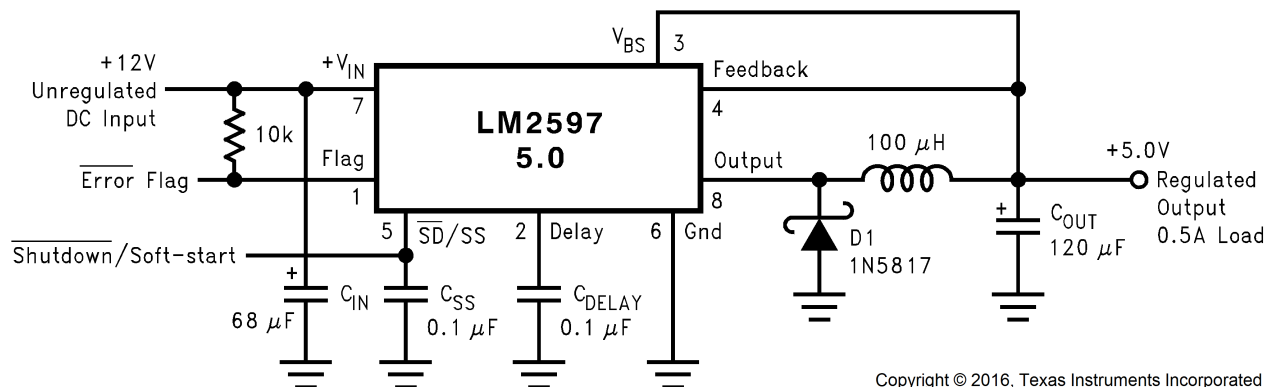 V_BS 3
+12V
Unregulated
DC Input
+V_IN
7
10k
Error Flag
Flag
1
LM2597
5.0
Feedback
4
Output
8
100 μH
+5.0V
Regulated
Output
0.5A Load
5 SD/SS
2 Delay
6 Gnd
Shutdown/Soft-start
+
C_IN
68 μF
C_SS
0.1 μF
C_DELAY
0.1 μF
D1
1N5817
+
C_OUT
120 μF
Copyright © 2016, Texas Instruments Incorporated